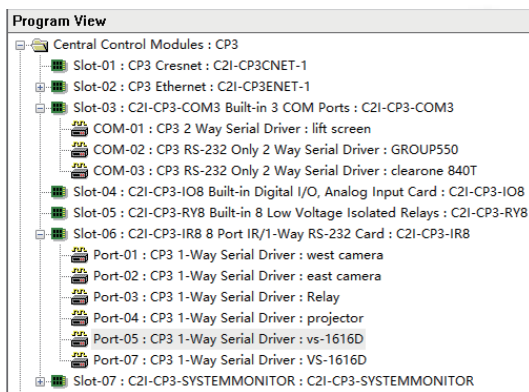 Program View
Central Control Modules : CP3
Slot-01 : CP3 Cresnet : C2I-CP3CNET-1
Slot-02 : CP3 Ethernet : C2I-CP3ENET-1
Slot-03 : C2I-CP3-COM3 Built-in 3 COM Ports : C2I-CP3-COM3
COM-01 : CP3 2 Way Serial Driver : lift screen
COM-02 : CP3 RS-232 Only 2 Way Serial Driver : GROUP550
COM-03 : CP3 RS-232 Only 2 Way Serial Driver : clearone 840T
Slot-04 : C2I-CP3-IO8 Built-in Digital I/O, Analog Input Card : C2I-CP3-IO8
Slot-05 : C2I-CP3-RY8 Built-in 8 Low Voltage Isolated Relays : C2I-CP3-RY8
Slot-06 : C2I-CP3-IR8 8 Port IR/1-Way RS-232 Card : C2I-CP3-IR8
Port-01 : CP3 1-Way Serial Driver : west camera
Port-02 : CP3 1-Way Serial Driver : east camera
Port-03 : CP3 1-Way Serial Driver : Relay
Port-04 : CP3 1-Way Serial Driver : projector
Port-05 : CP3 1-Way Serial Driver : vs-1616D
Port-07 : CP3 1-Way Serial Driver : VS-1616D
Slot-07 : C2I-CP3-SYSTEMMONITOR : C2I-CP3-SYSTEMMONITOR